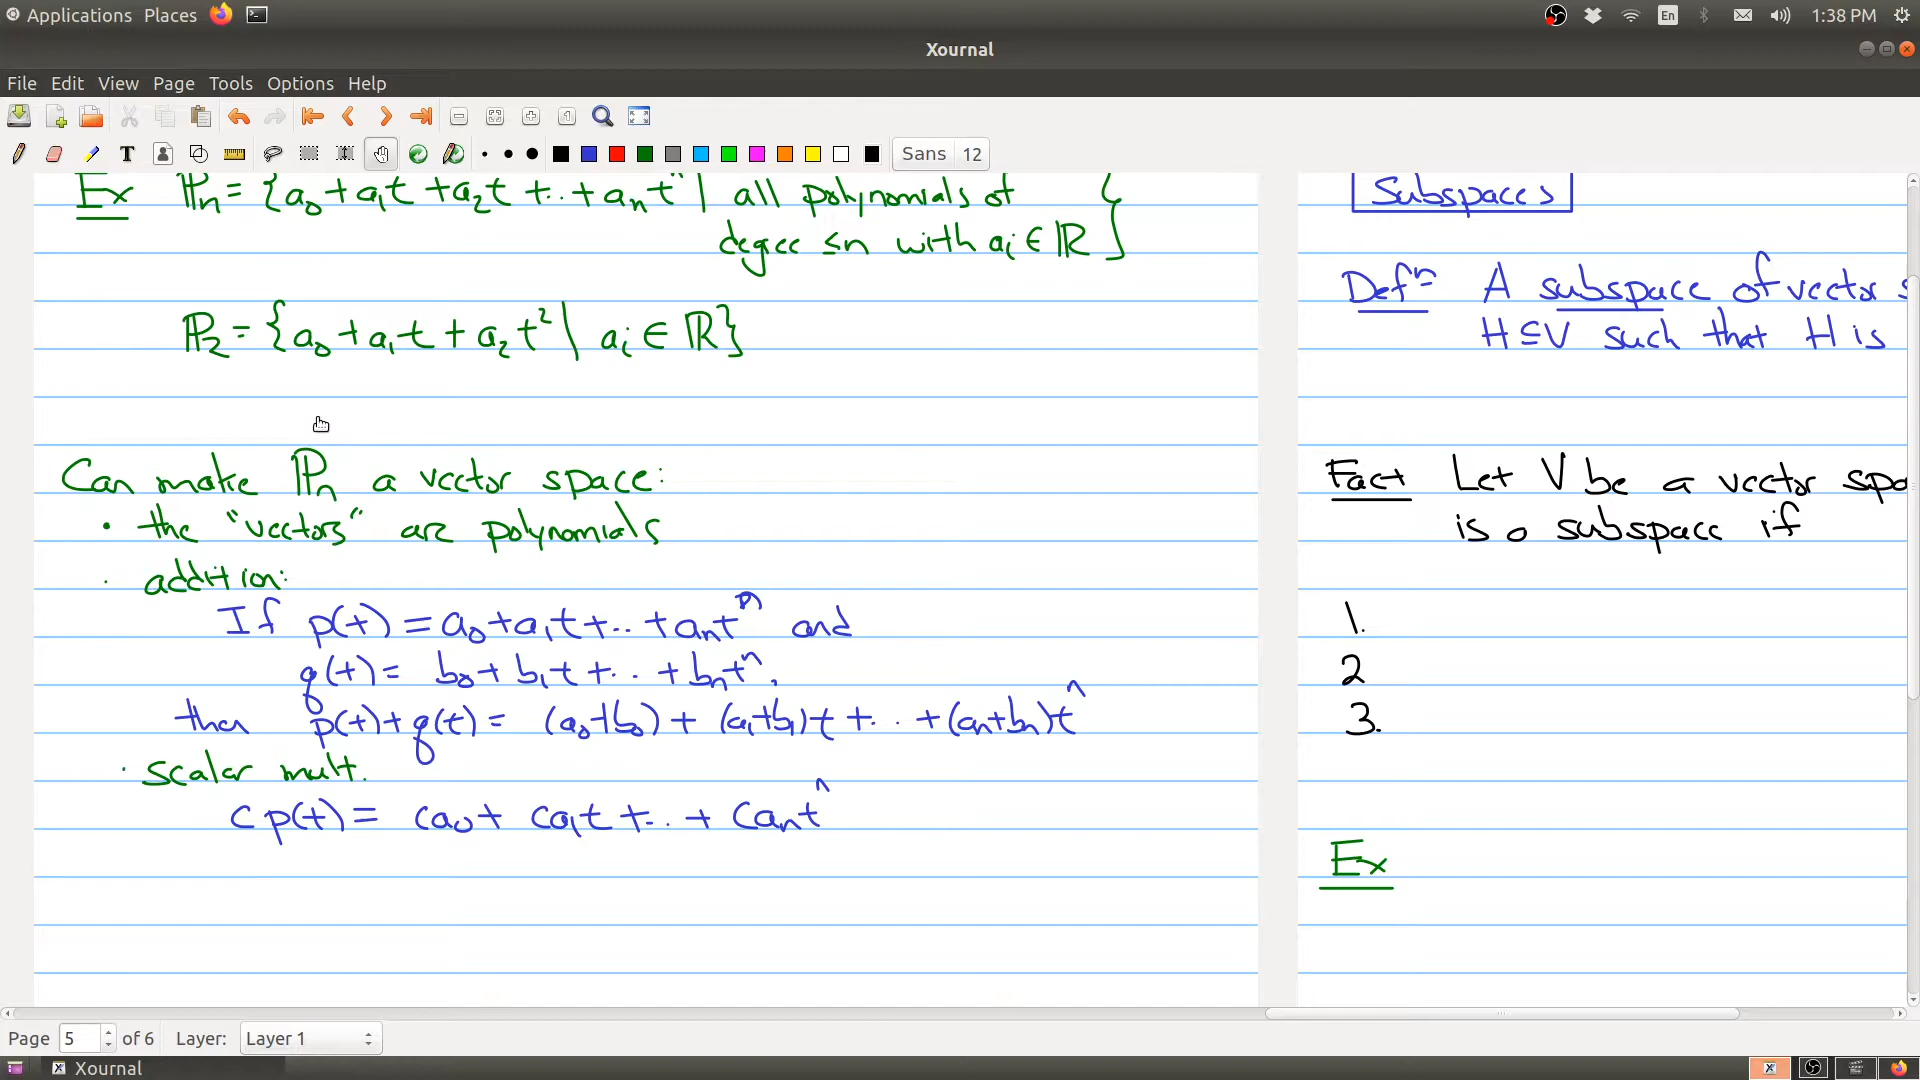 Applications Places En 1:38 PM
Xournal
File Edit View Page Tools Options Help
Sans 12
Ex ℙn = {a₀ + a₁t + a₂t + .. + aₙtⁿ | all polynomials of
degree ≤n with aᵢ ∈ ℝ }
ℙ₂ = {a₀ + a₁t + a₂t² | aᵢ ∈ ℝ}
Can make ℙn a vector space:
• the "vectors" are polynomials
· addition:
If p(t) = a₀ + a₁t + .. + aₙtⁿ and
q(t) = b₀ + b₁t + .. + bₙtⁿ,
then p(t) + q(t) = (a₀+b₀) + (a₁+b₁)t + .. + (aₙ+bₙ)tⁿ
· scalar mult.
c p(t) = ca₀ + ca₁t + .. + caₙtⁿ
Subspaces
Defⁿ A subspace of vector s
H ⊆ V such that H is
Fact Let V be a vector spa
is a subspace if
1.
2
3.
Ex
Page 5 of 6 Layer: Layer 1
Xournal